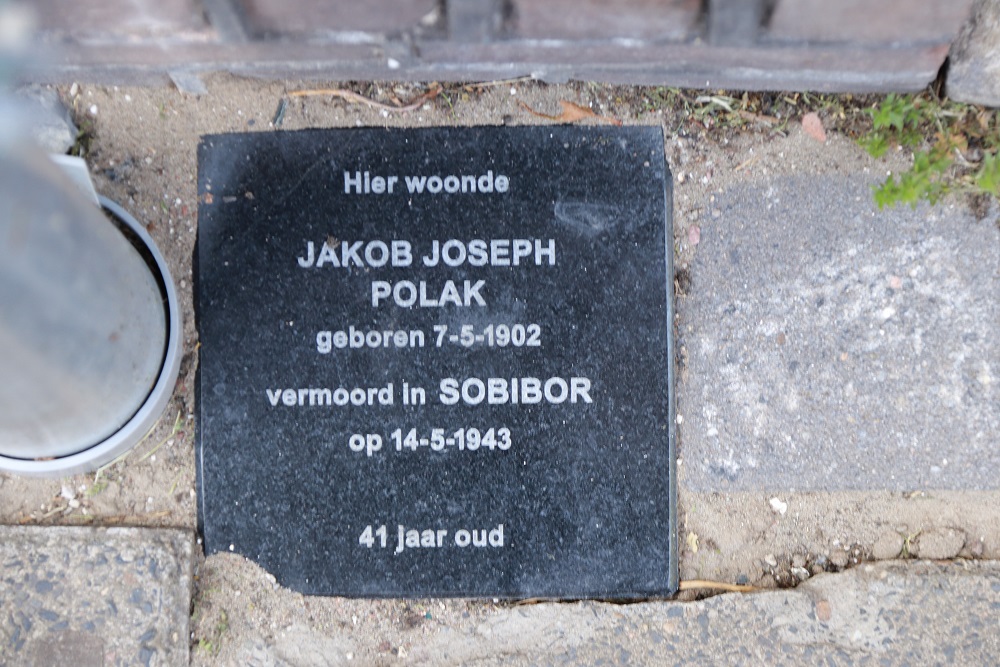 Hier woonde
JAKOB JOSEPH
POLAK
geboren 7-5-1902
vermoord in SOBIBOR
op 14-5-1943
41 jaar oud